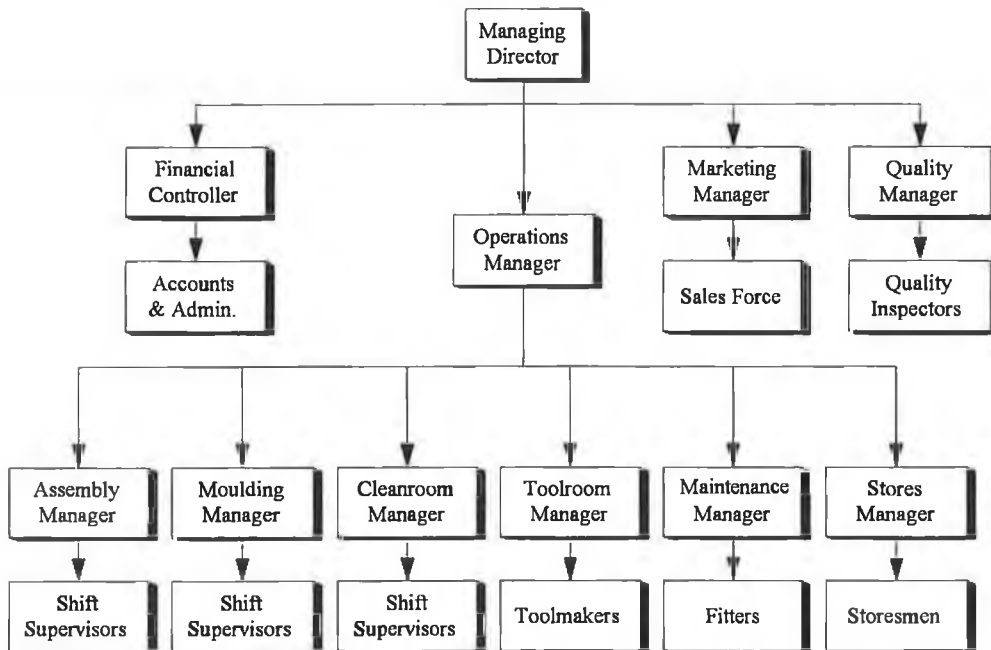 Managing
Director
Financial
Controller
Marketing
Manager
Quality
Manager
Operations
Manager
Accounts
& Admin.
Sales Force
Quality
Inspectors
Assembly
Manager
Moulding
Manager
Cleanroom
Manager
Toolroom
Manager
Maintenance
Manager
Stores
Manager
Shift
Supervisors
Shift
Supervisors
Shift
Supervisors
Toolmakers
Fitters
Storesmen